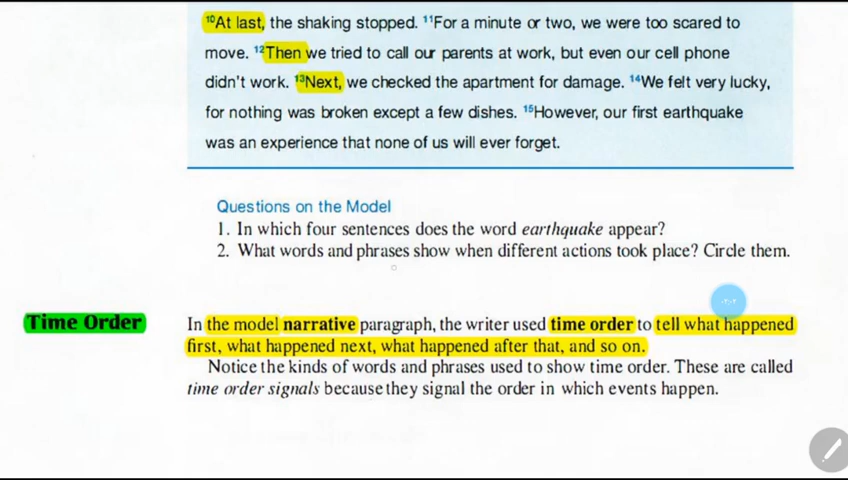 ¹⁰At last, the shaking stopped. ¹¹For a minute or two, we were too scared to
move. ¹²Then we tried to call our parents at work, but even our cell phone
didn't work. ¹³Next, we checked the apartment for damage. ¹⁴We felt very lucky,
for nothing was broken except a few dishes. ¹⁵However, our first earthquake
was an experience that none of us will ever forget.
Questions on the Model
1. In which four sentences does the word earthquake appear?
2. What words and phrases show when different actions took place? Circle them.
Time Order
In the model narrative paragraph, the writer used time order to tell what happened
first, what happened next, what happened after that, and so on.
Notice the kinds of words and phrases used to show time order. These are called
time order signals because they signal the order in which events happen.